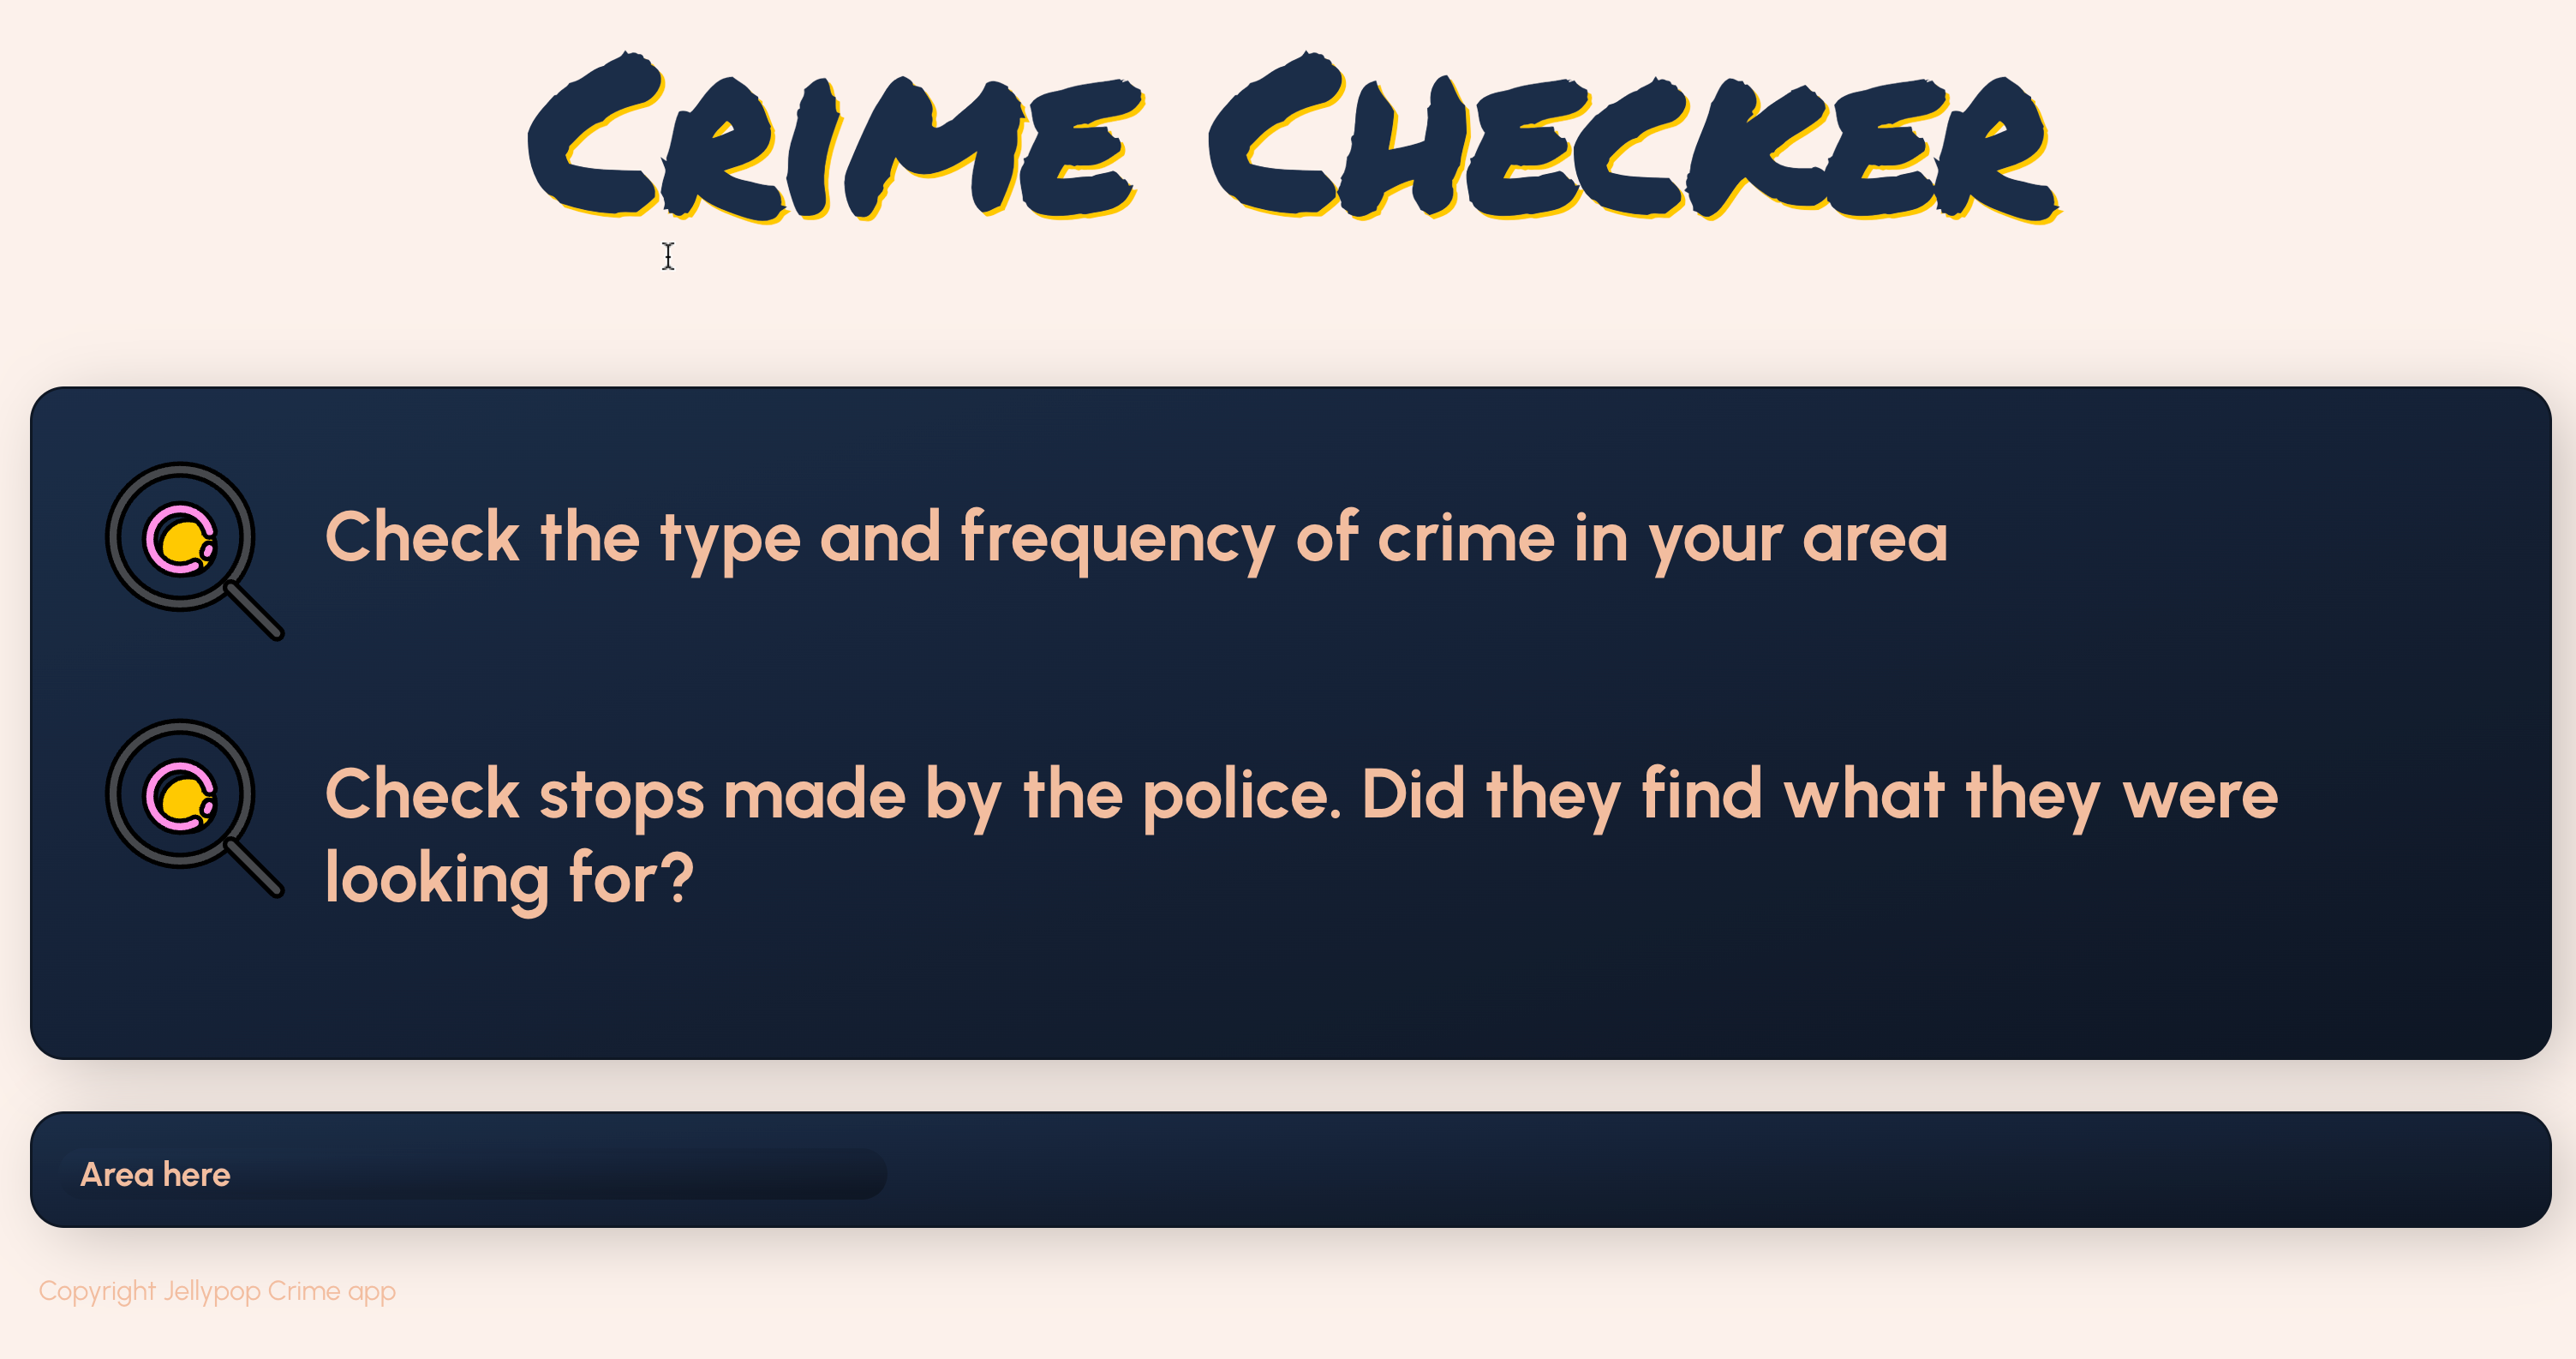 Crime Checker
Check the type and frequency of crime in your area
Check stops made by the police. Did they find what they were
looking for?
Area here
Copyright Jellypop Crime app